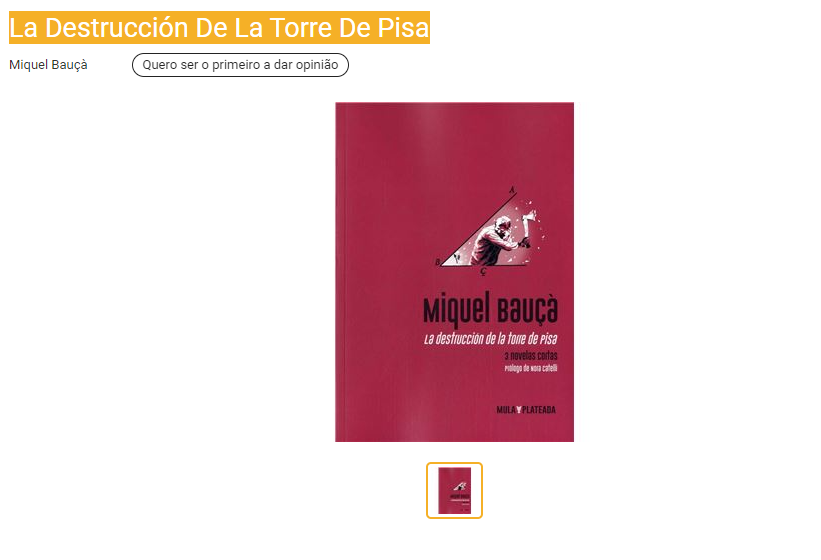 La Destrucción De La Torre De Pisa
Miquel Bauçà
Quero ser o primeiro a dar opinião
A
B
Ç
Miquel Bauçà
La destrucción de la torre de Pisa
3 novelas cortas
Prólogo de Nora Catelli
MULA PLATEADA